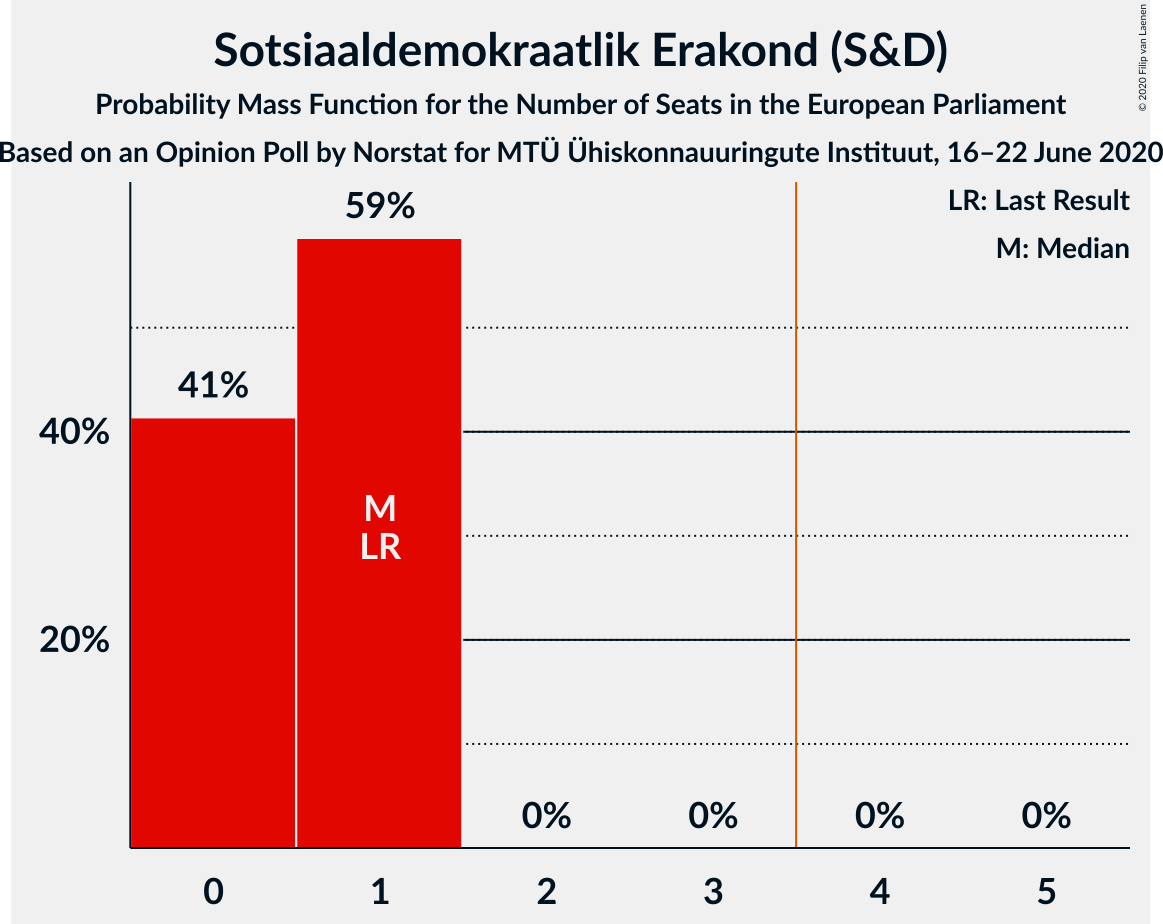 Sotsiaaldemokraatlik Erakond (S&D)
Probability Mass Function for the Number of Seats in the European Parliament
Based on an Opinion Poll by Norstat for MTÜ Ühiskonnauuringute Instituut, 16–22 June 2020
© 2020 Filip van Laenen
LR: Last Result
M: Median
59%
41%
40%
M
LR
20%
0% 0% 0% 0%
0 1 2 3 4 5